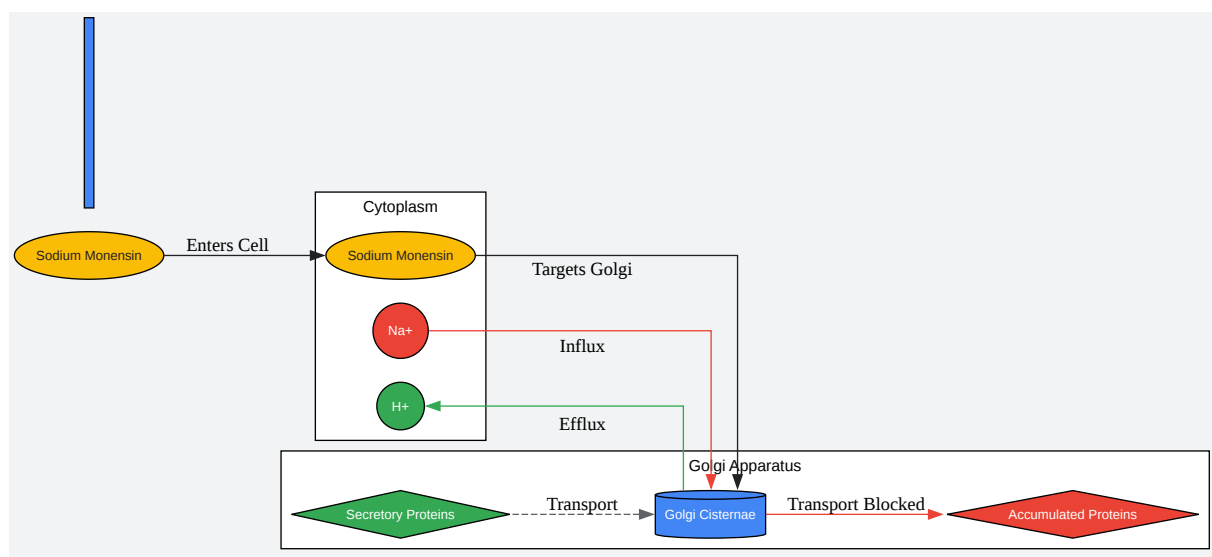 Cytoplasm
Sodium Monensin
Enters Cell
Sodium Monensin
Targets Golgi
Na+
Influx
H+
Efflux
Golgi Apparatus
Secretory Proteins
Transport
Golgi Cisternae
Transport Blocked
Accumulated Proteins